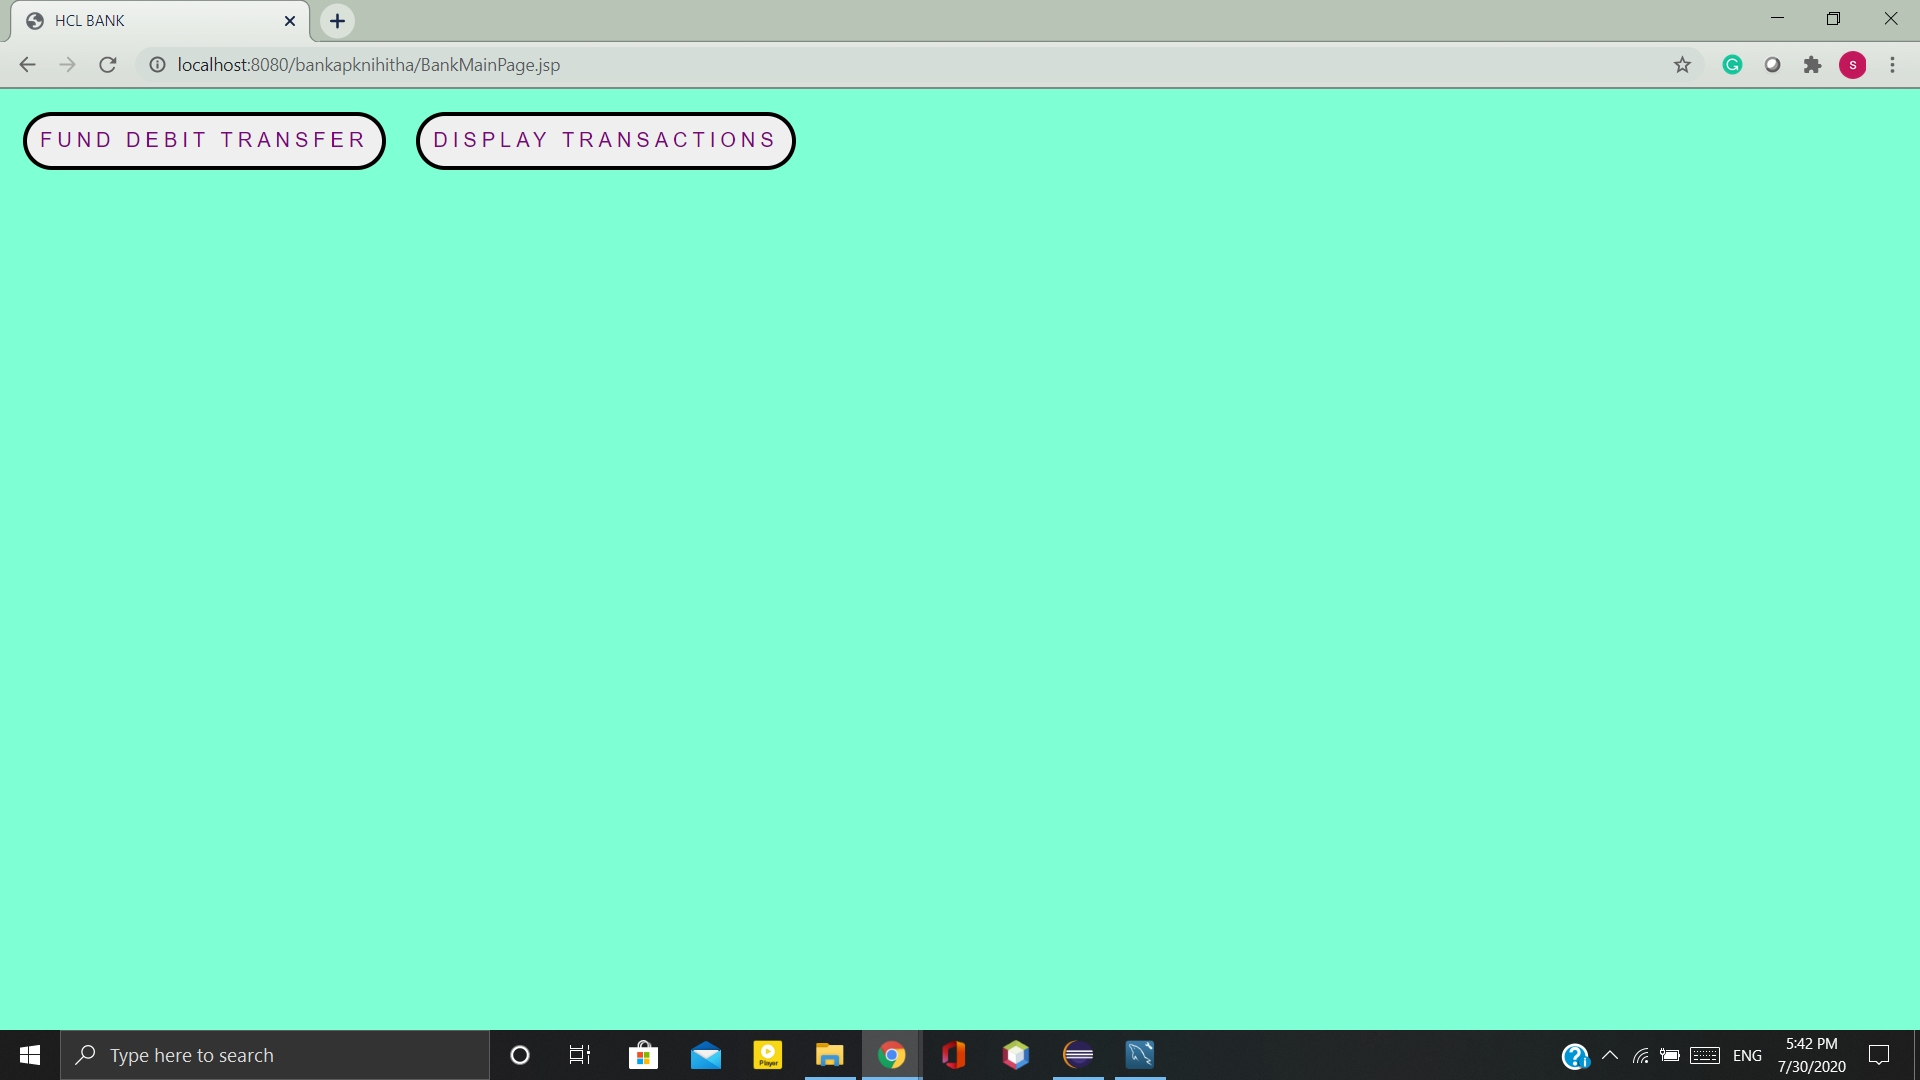 HCL BANK
localhost:8080/bankapknihitha/BankMainPage.jsp
S
FUND DEBIT TRANSFER
DISPLAY TRANSACTIONS
Type here to search
Player
ENG
5:42 PM
7/30/2020